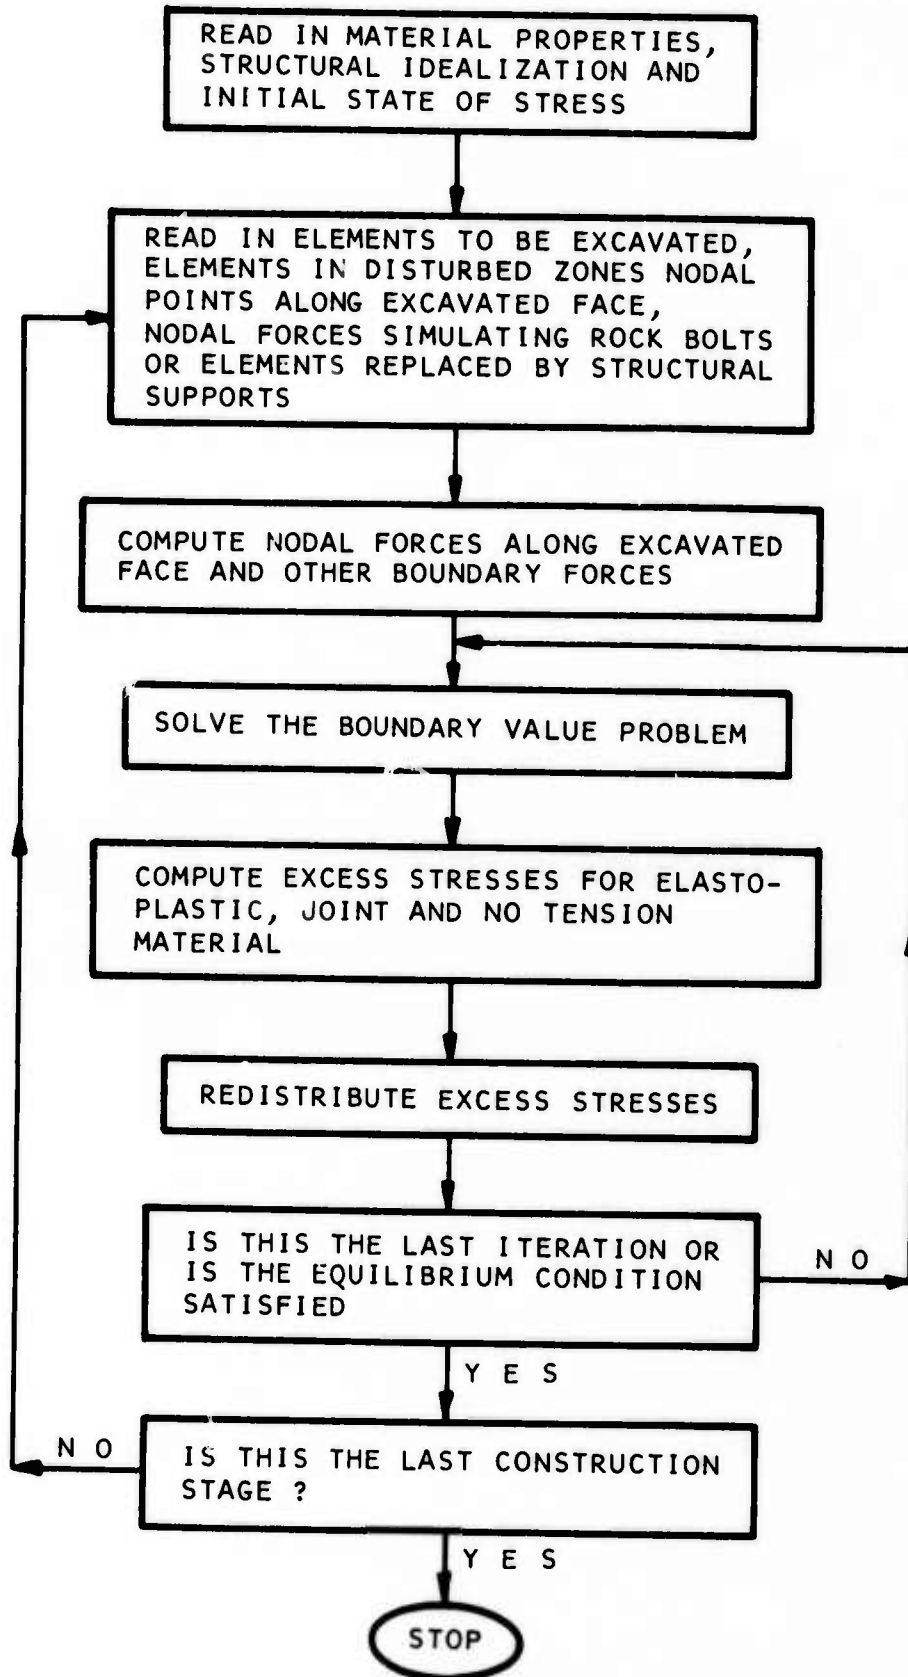 READ IN MATERIAL PROPERTIES,
STRUCTURAL IDEALIZATION AND
INITIAL STATE OF STRESS
READ IN ELEMENTS TO BE EXCAVATED,
ELEMENTS IN DISTURBED ZONES NODAL
POINTS ALONG EXCAVATED FACE,
NODAL FORCES SIMULATING ROCK BOLTS
OR ELEMENTS REPLACED BY STRUCTURAL
SUPPORTS
COMPUTE NODAL FORCES ALONG EXCAVATED
FACE AND OTHER BOUNDARY FORCES
SOLVE THE BOUNDARY VALUE PROBLEM
COMPUTE EXCESS STRESSES FOR ELASTO-
PLASTIC, JOINT AND NO TENSION
MATERIAL
REDISTRIBUTE EXCESS STRESSES
IS THIS THE LAST ITERATION OR
IS THE EQUILIBRIUM CONDITION
SATISFIED
NO
YES
NO
IS THIS THE LAST CONSTRUCTION
STAGE ?
YES
STOP